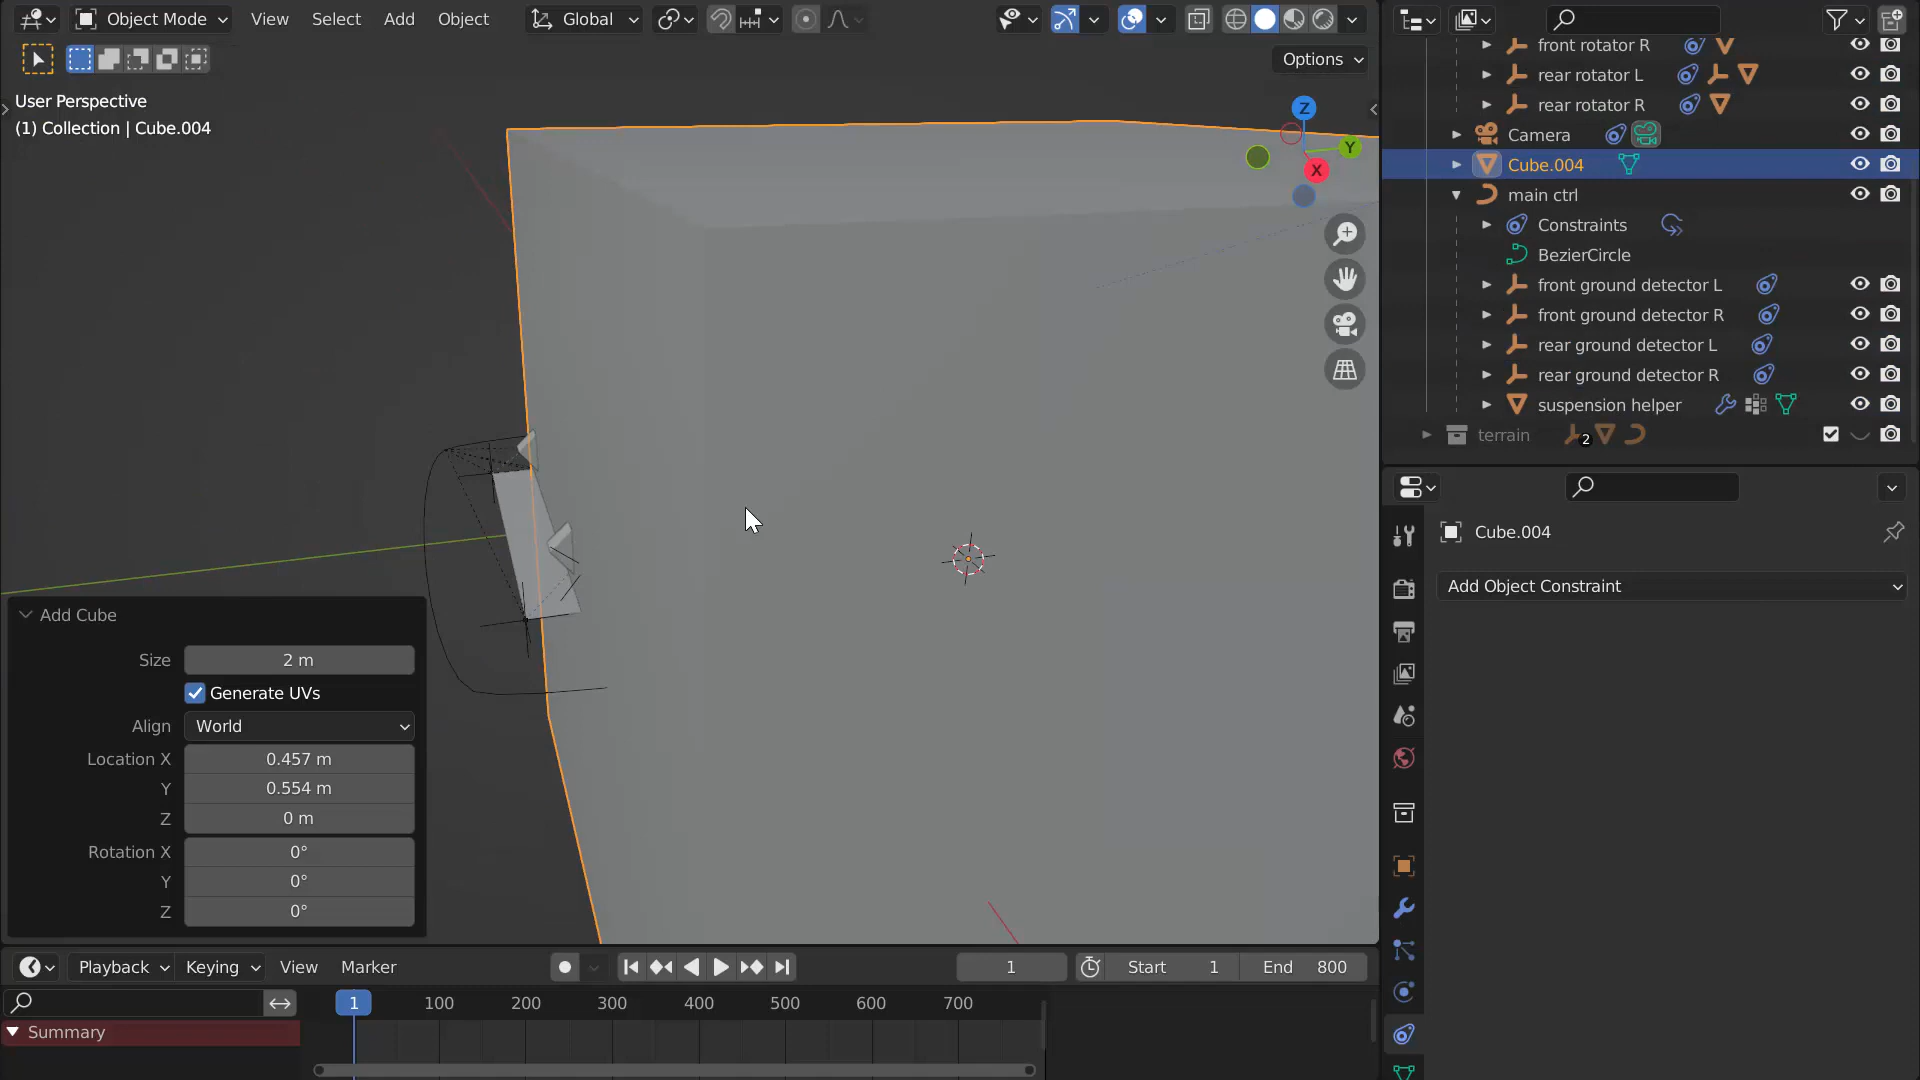 Object Mode View Select Add Object Global
Options
User Perspective
(1) Collection | Cube.004
Z
Y
X
Add Cube
Size 2 m
Generate UVs
Align World
Location X 0.457 m
Y 0.554 m
Z 0 m
Rotation X 0°
Y 0°
Z 0°
front rotator R
rear rotator L
rear rotator R
Camera
Cube.004
main ctrl
Constraints
BezierCircle
front ground detector L
front ground detector R
rear ground detector L
rear ground detector R
suspension helper
terrain 2
Cube.004
Add Object Constraint
Playback Keying View Marker 1 Start 1 End 800
1 100 200 300 400 500 600 700
Summary